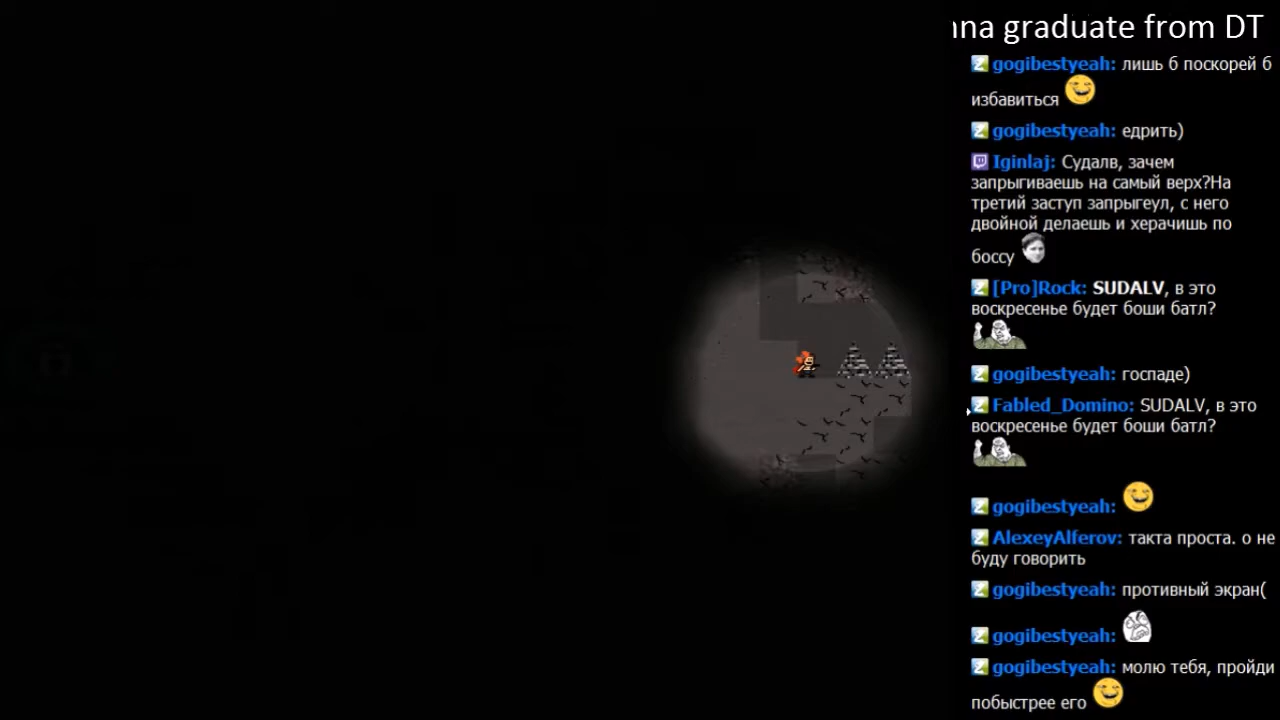 nna graduate from DT
gogibestyeah: лишь б поскорей б
избавиться
gogibestyeah: едрить)
Iginlaj: Судалв, зачем
запрыгиваешь на самый верх?На
третий заступ запрыгеул, с него
двойной делаешь и херачишь по
боссу
[Pro]Rock: SUDALV, в это
воскресенье будет боши батл?
gogibestyeah: госпаде)
Fabled_Domino: SUDALV, в это
воскресенье будет боши батл?
gogibestyeah:
AlexeyAlferov: такта проста. о не
буду говорить
gogibestyeah: противный экран(
gogibestyeah:
gogibestyeah: молю тебя, пройди
побыстрее его